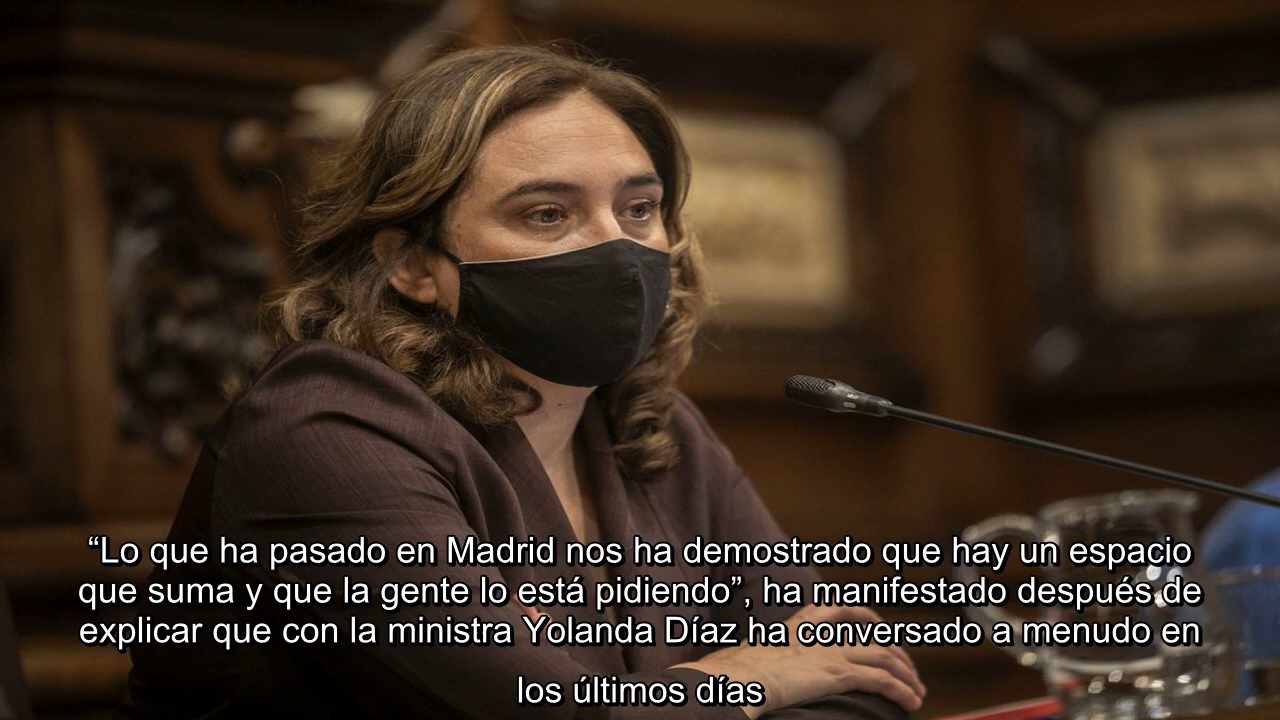 “Lo que ha pasado en Madrid nos ha demostrado que hay un espacio
que suma y que la gente lo está pidiendo”, ha manifestado después de
explicar que con la ministra Yolanda Díaz ha conversado a menudo en
los últimos días